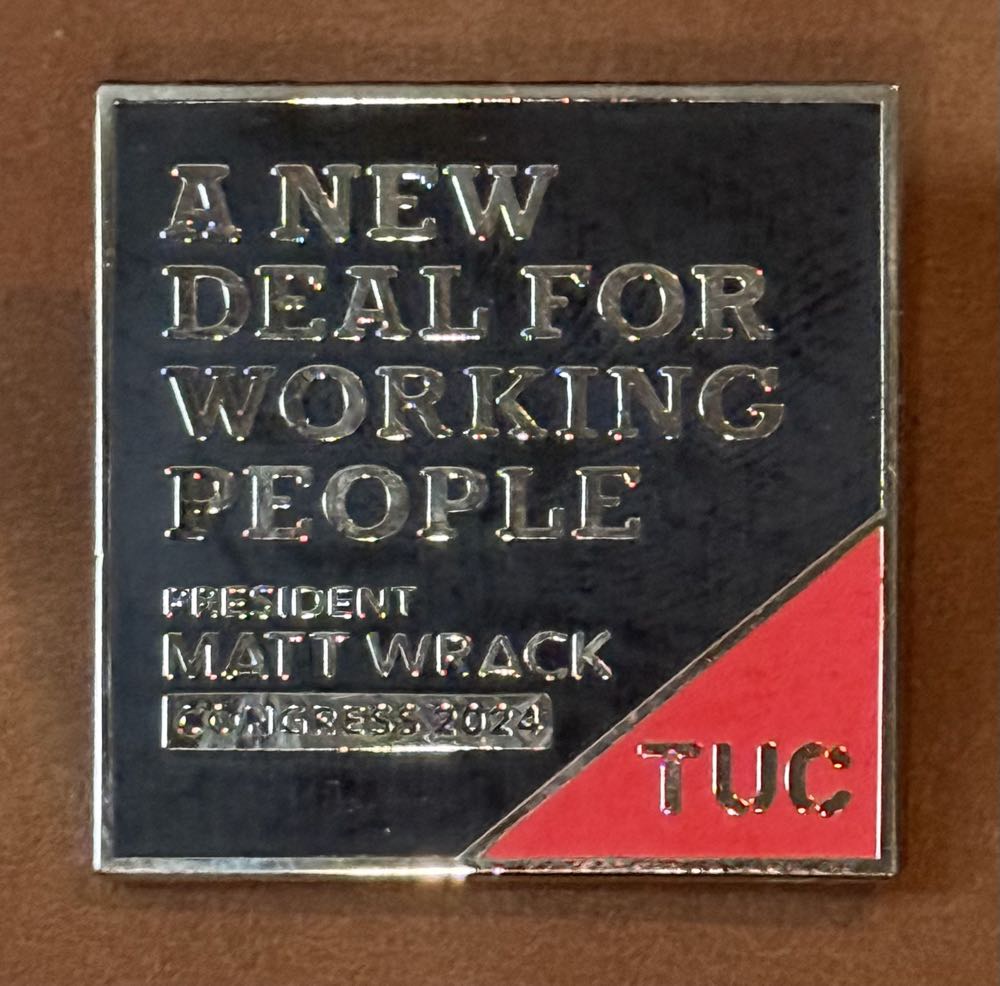 A NEW
DEAL FOR
WORKING
PEOPLE
PRESIDENT
MATT WRACK
CONGRESS 2024
TUC